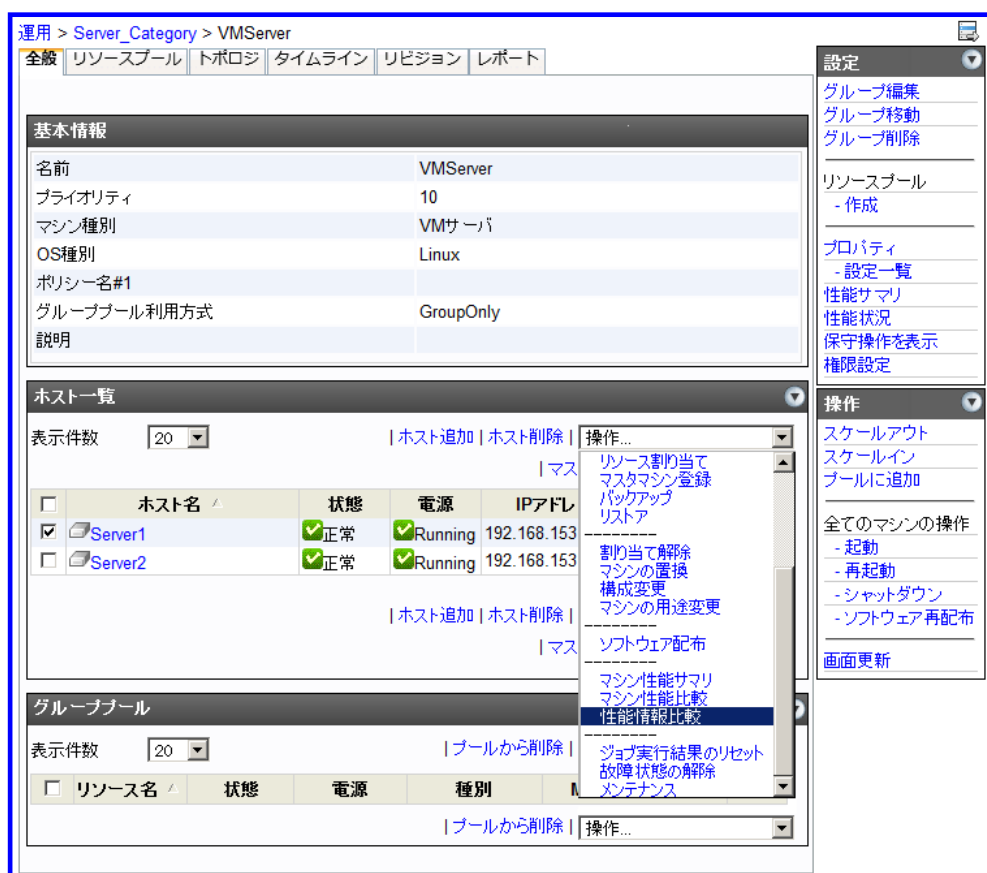 運用 > Server_Category > VMServer
全般 リソースプール トポロジ タイムライン リビジョン レポート
基本情報
名前 VMServer
プライオリティ 10
マシン種別 VMサーバ
OS種別 Linux
ポリシー名#1
グループプール利用方式 GroupOnly
説明
ホスト一覧
表示件数 20 | ホスト追加 | ホスト削除 | 操作...
| マス
ホスト名 状態 電源 IPアドレ
Server1 正常 Running 192.168.153
Server2 正常 Running 192.168.153
| ホスト追加 | ホスト削除 |
| マス
リソース割り当て
マスタマシン登録
バックアップ
リストア
--------
割り当て解除
マシンの置換
構成変更
マシンの用途変更
--------
ソフトウェア配布
--------
マシン性能サマリ
マシン性能比較
性能情報比較
--------
ジョブ実行結果のリセット
故障状態の解除
メンテナンス
グループプール
表示件数 20 | プールから削除 |
リソース名 状態 電源 種別
| プールから削除 | 操作...
設定
グループ編集
グループ移動
グループ削除
リソースプール
- 作成
プロパティ
- 設定一覧
性能サマリ
性能状況
保守操作を表示
権限設定
操作
スケールアウト
スケールイン
プールに追加
全てのマシンの操作
- 起動
- 再起動
- シャットダウン
- ソフトウェア再配布
画面更新